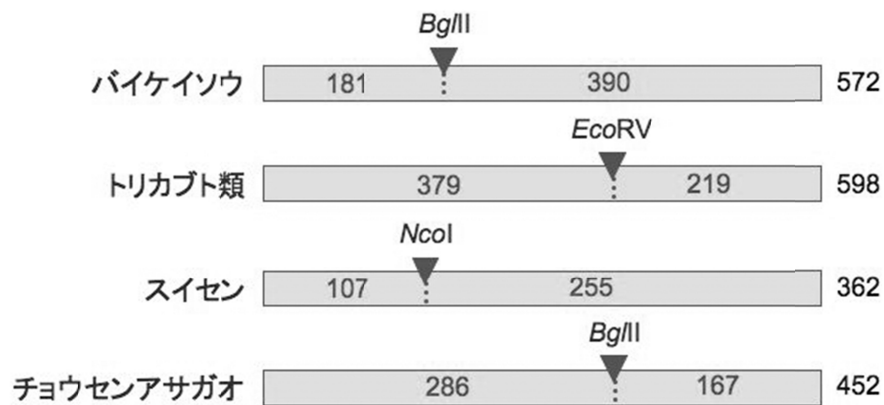 BglII
バイケイソウ 181 390 572
EcoRV
トリカブト類 379 219 598
NcoI
スイセン 107 255 362
BglII
チョウセンアサガオ 286 167 452